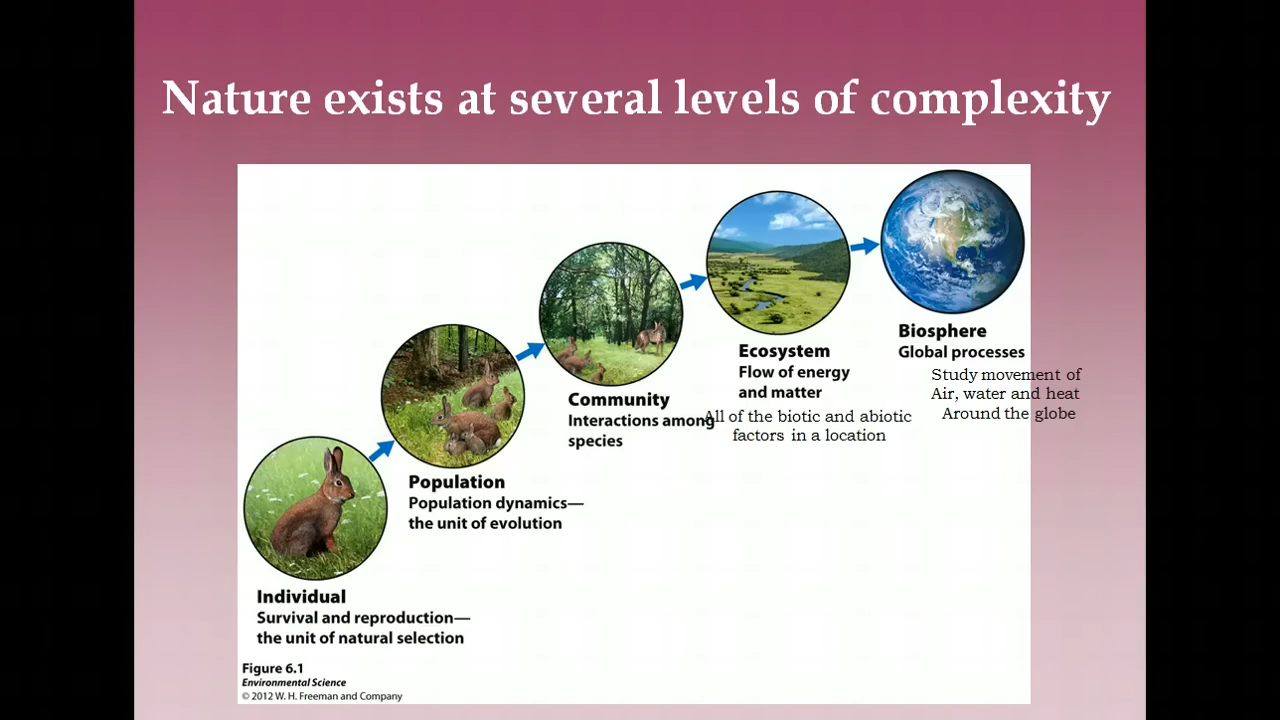 Nature exists at several levels of complexity
Biosphere
Global processes
Study movement of
Air, water and heat
Around the globe
Ecosystem
Flow of energy
and matter
All of the biotic and abiotic
factors in a location
Community
Interactions among
species
Population
Population dynamics—
the unit of evolution
Individual
Survival and reproduction—
the unit of natural selection
Figure 6.1
Environmental Science
© 2012 W. H. Freeman and Company